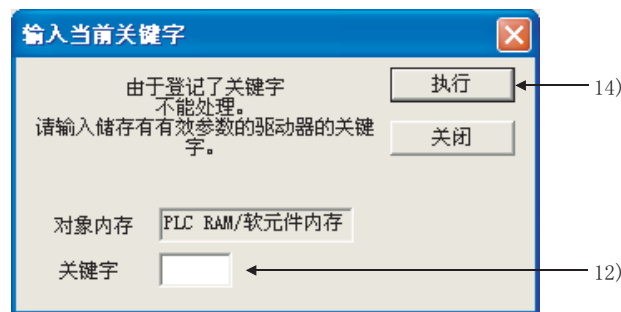 输入当前关键字
由于登记了关键字
不能处理。
请输入储存有有效参数的驱动器的关键
字。
执行
14)
关闭
对象内存 PLC RAM/软元件内存
关键字
12)